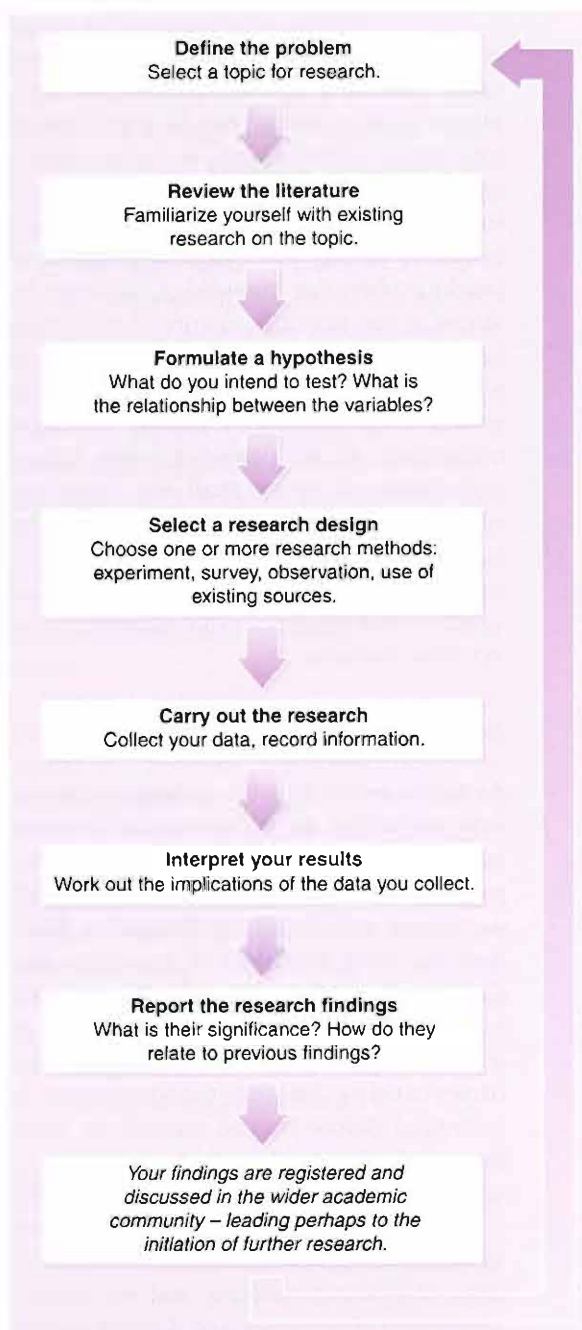 Define the problem
Select a topic for research.
Review the literature
Familiarize yourself with existing
research on the topic.
Formulate a hypothesis
What do you intend to test? What is
the relationship between the variables?
Select a research design
Choose one or more research methods:
experiment, survey, observation, use of
existing sources.
Carry out the research
Collect your data, record information.
Interpret your results
Work out the implications of the data you collect.
Report the research findings
What is their significance? How do they
relate to previous findings?
Your findings are registered and
discussed in the wider academic
community – leading perhaps to the
initiation of further research.